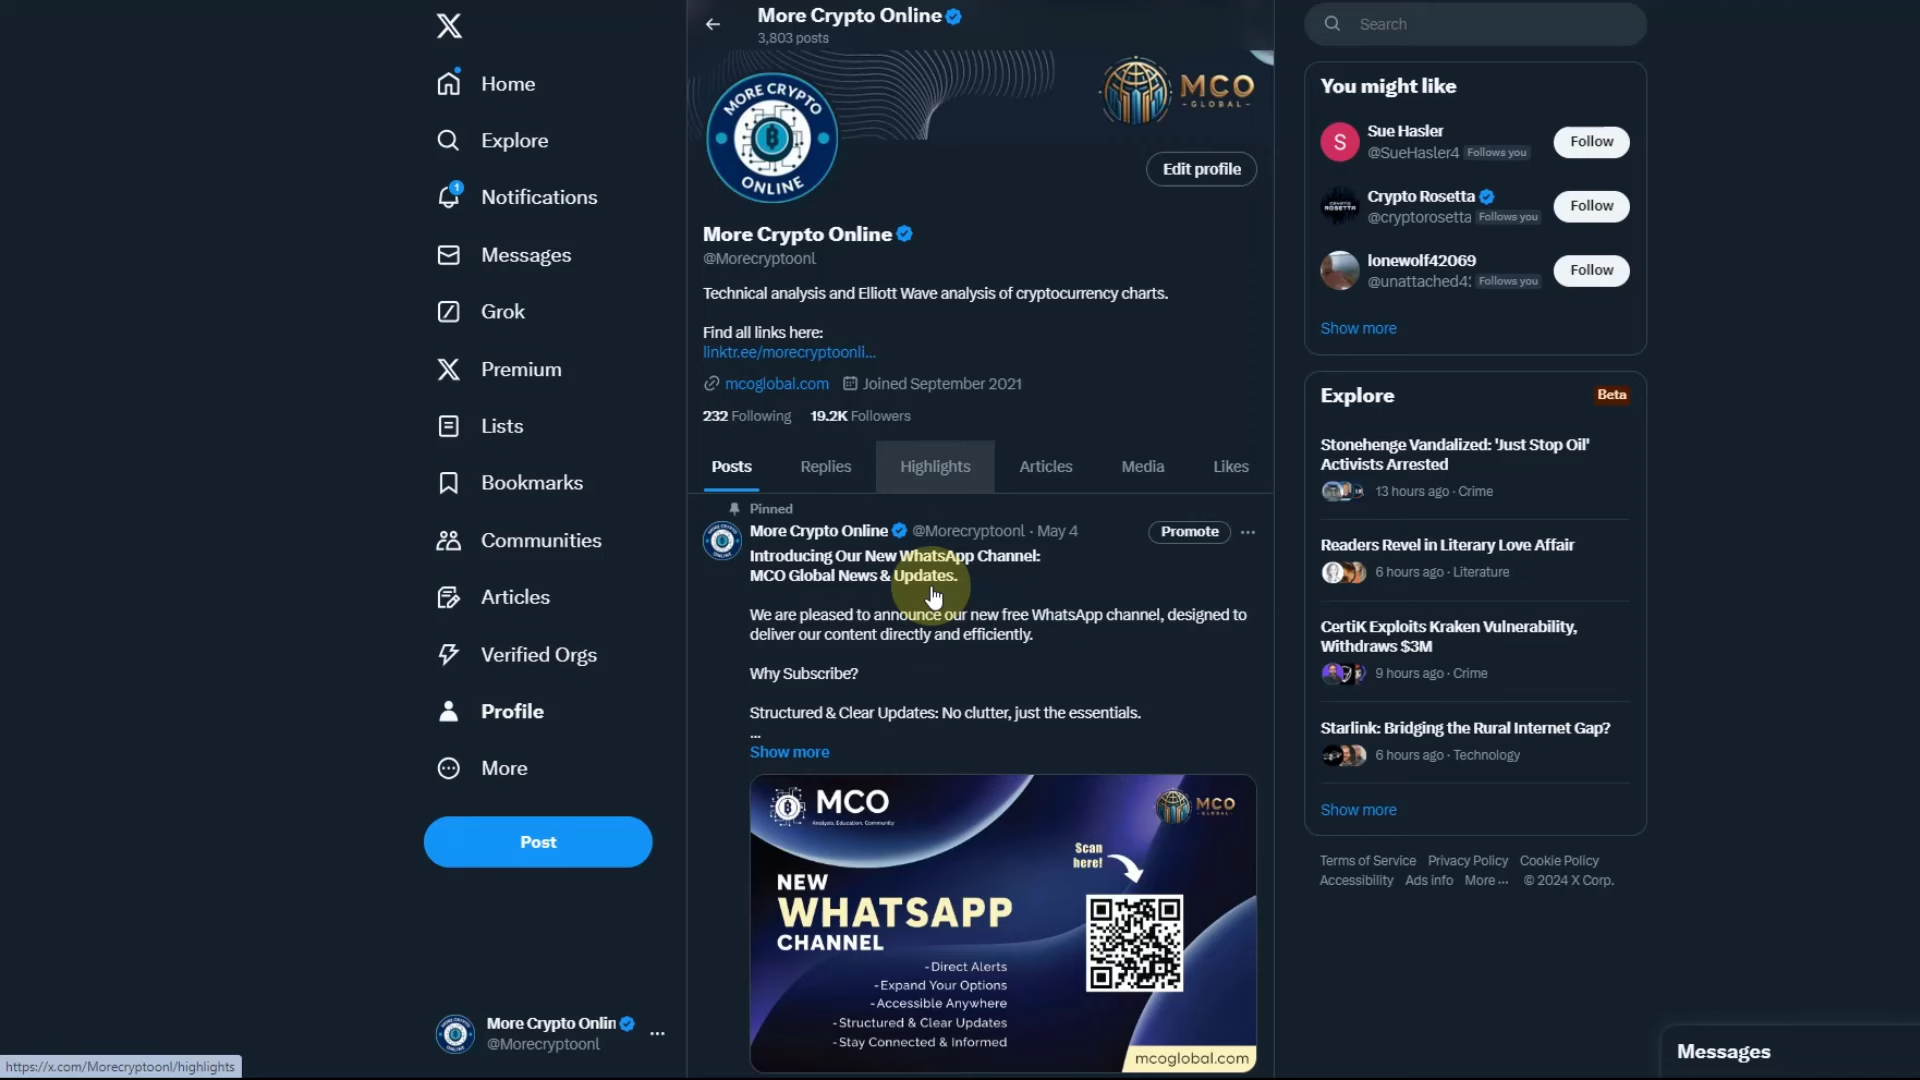 Home
Explore
1
Notifications
Messages
Grok
Premium
Lists
Bookmarks
Communities
Articles
Verified Orgs
Profile
More
Post
More Crypto Onlin
@Morecryptoonl
...
https://x.com/Morecryptoonl/highlights
More Crypto Online
3,803 posts
MORE CRYPTO
ONLINE
MCO
-GLOBAL-
Edit profile
More Crypto Online
@Morecryptoonl
Technical analysis and Elliott Wave analysis of cryptocurrency charts.
Find all links here:
linktr.ee/morecryptoonli…
mcoglobal.com Joined September 2021
232 Following 19.2K Followers
Posts Replies Highlights Articles Media Likes
Pinned
More Crypto Online @Morecryptoonl · May 4
Promote
Introducing Our New WhatsApp Channel:
MCO Global News & Updates.
We are pleased to announce our new free WhatsApp channel, designed to
deliver our content directly and efficiently.
Why Subscribe?
Structured & Clear Updates: No clutter, just the essentials.
...
Show more
MCO
Analysis, Education, Community
MCO
Scan
here!
NEW
WHATSAPP
CHANNEL
-Direct Alerts
-Expand Your Options
-Accessible Anywhere
-Structured & Clear Updates
-Stay Connected & Informed
mcoglobal.com
Search
You might like
S
Sue Hasler
@SueHasler4 Follows you
Follow
CRYPTO
ROSETTA
Crypto Rosetta
@cryptorosetta Follows you
Follow
lonewolf42069
@unattached4: Follows you
Follow
Show more
Explore
Beta
Stonehenge Vandalized: 'Just Stop Oil'
Activists Arrested
13 hours ago · Crime
Readers Revel in Literary Love Affair
6 hours ago · Literature
CertiK Exploits Kraken Vulnerability,
Withdraws $3M
9 hours ago · Crime
Starlink: Bridging the Rural Internet Gap?
6 hours ago · Technology
Show more
Terms of Service Privacy Policy Cookie Policy
Accessibility Ads info More ··· © 2024 X Corp.
Messages